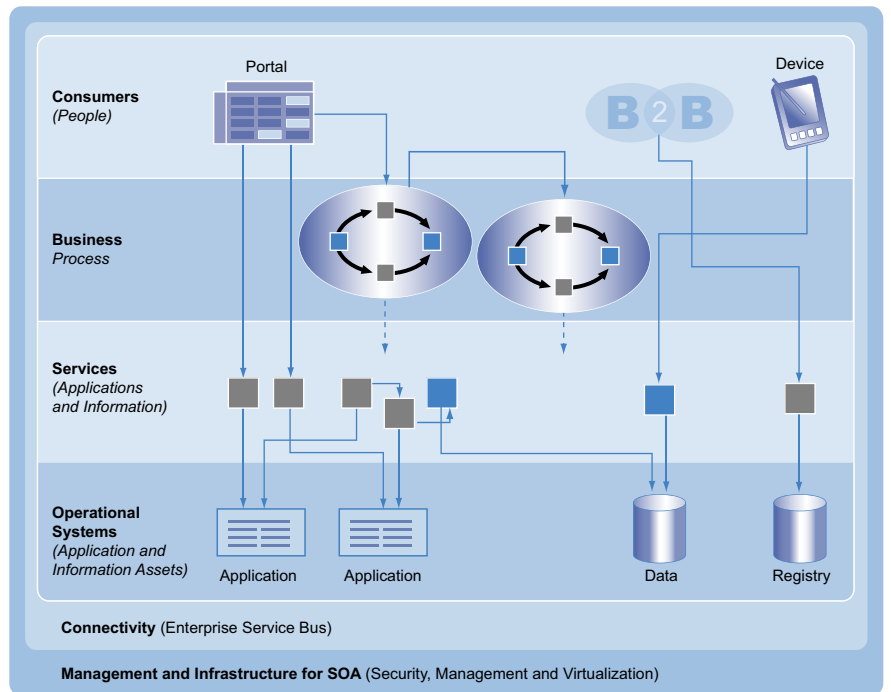 Portal
Device
Consumers
(People)
B2B
Business
Process
Services
(Applications
and Information)
Operational
Systems
(Application and
Information Assets)
Application
Application
Data
Registry
Connectivity (Enterprise Service Bus)
Management and Infrastructure for SOA (Security, Management and Virtualization)